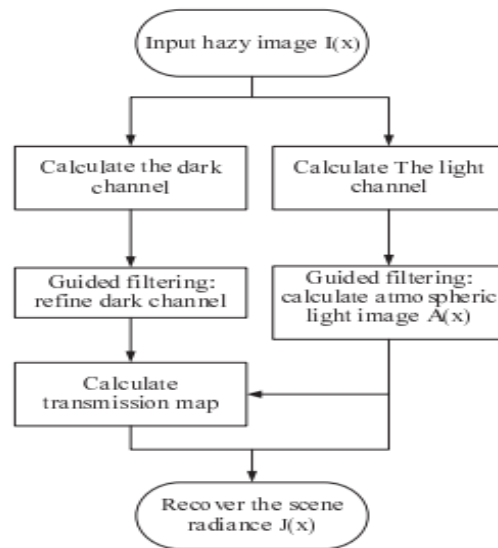 Input hazy image I(x)
Calculate the dark
channel
Calculate The light
channel
Guided filtering:
refine dark channel
Guided filtering:
calculate atmospheric
light image A(x)
Calculate
transmission map
Recover the scene
radiance J(x)